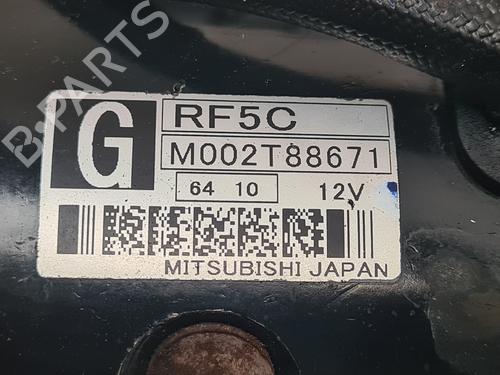 G
RF5C
M002T88671
64 10
12V
MITSUBISHI JAPAN
B-PARTS